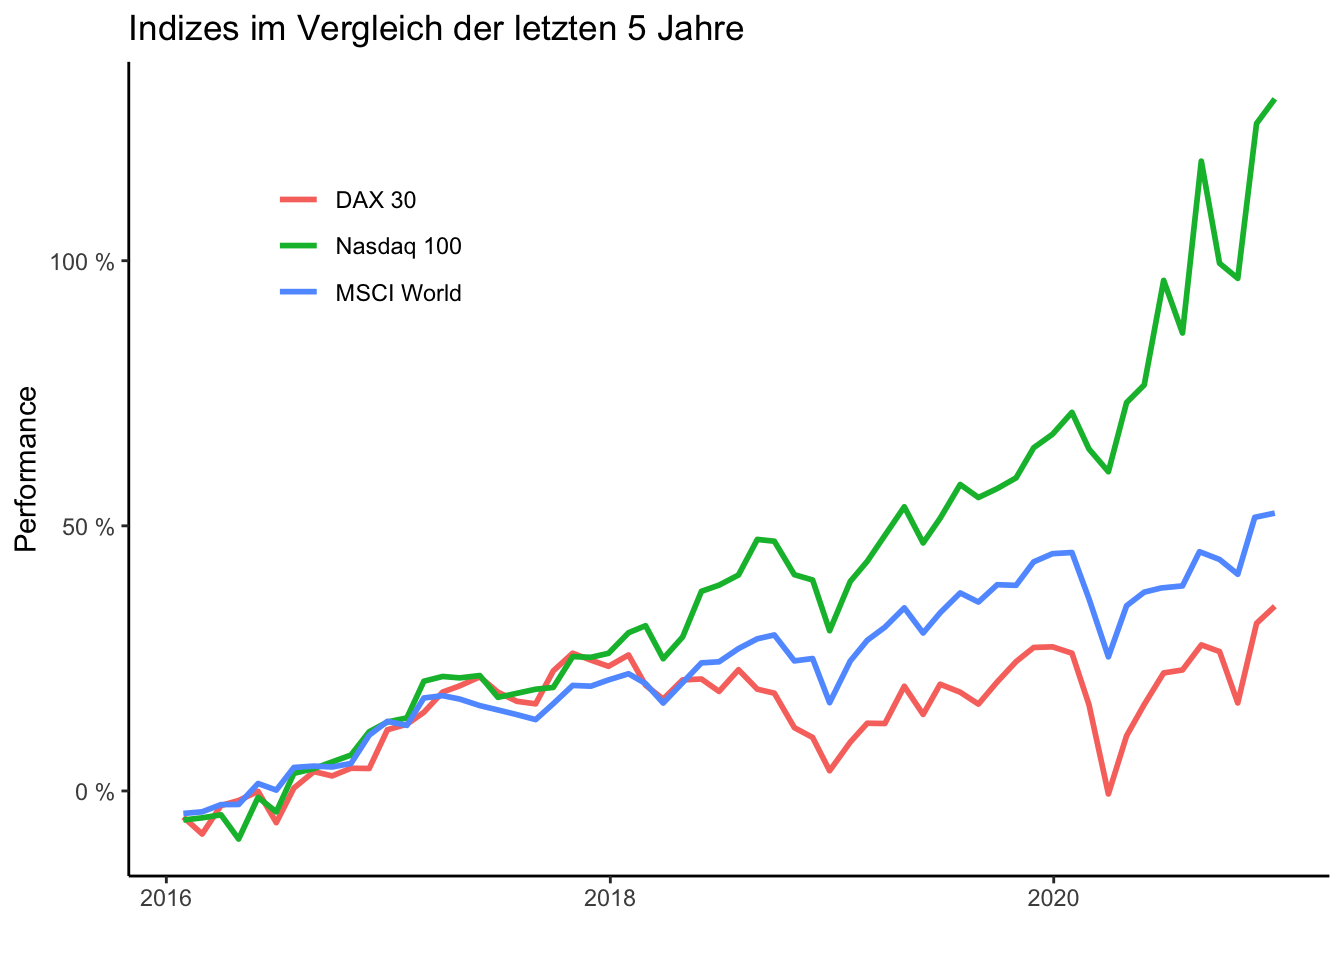 Indizes im Vergleich der letzten 5 Jahre
DAX 30
Nasdaq 100
MSCI World
Performance
100 %
50 %
0 %
2016
2018
2020